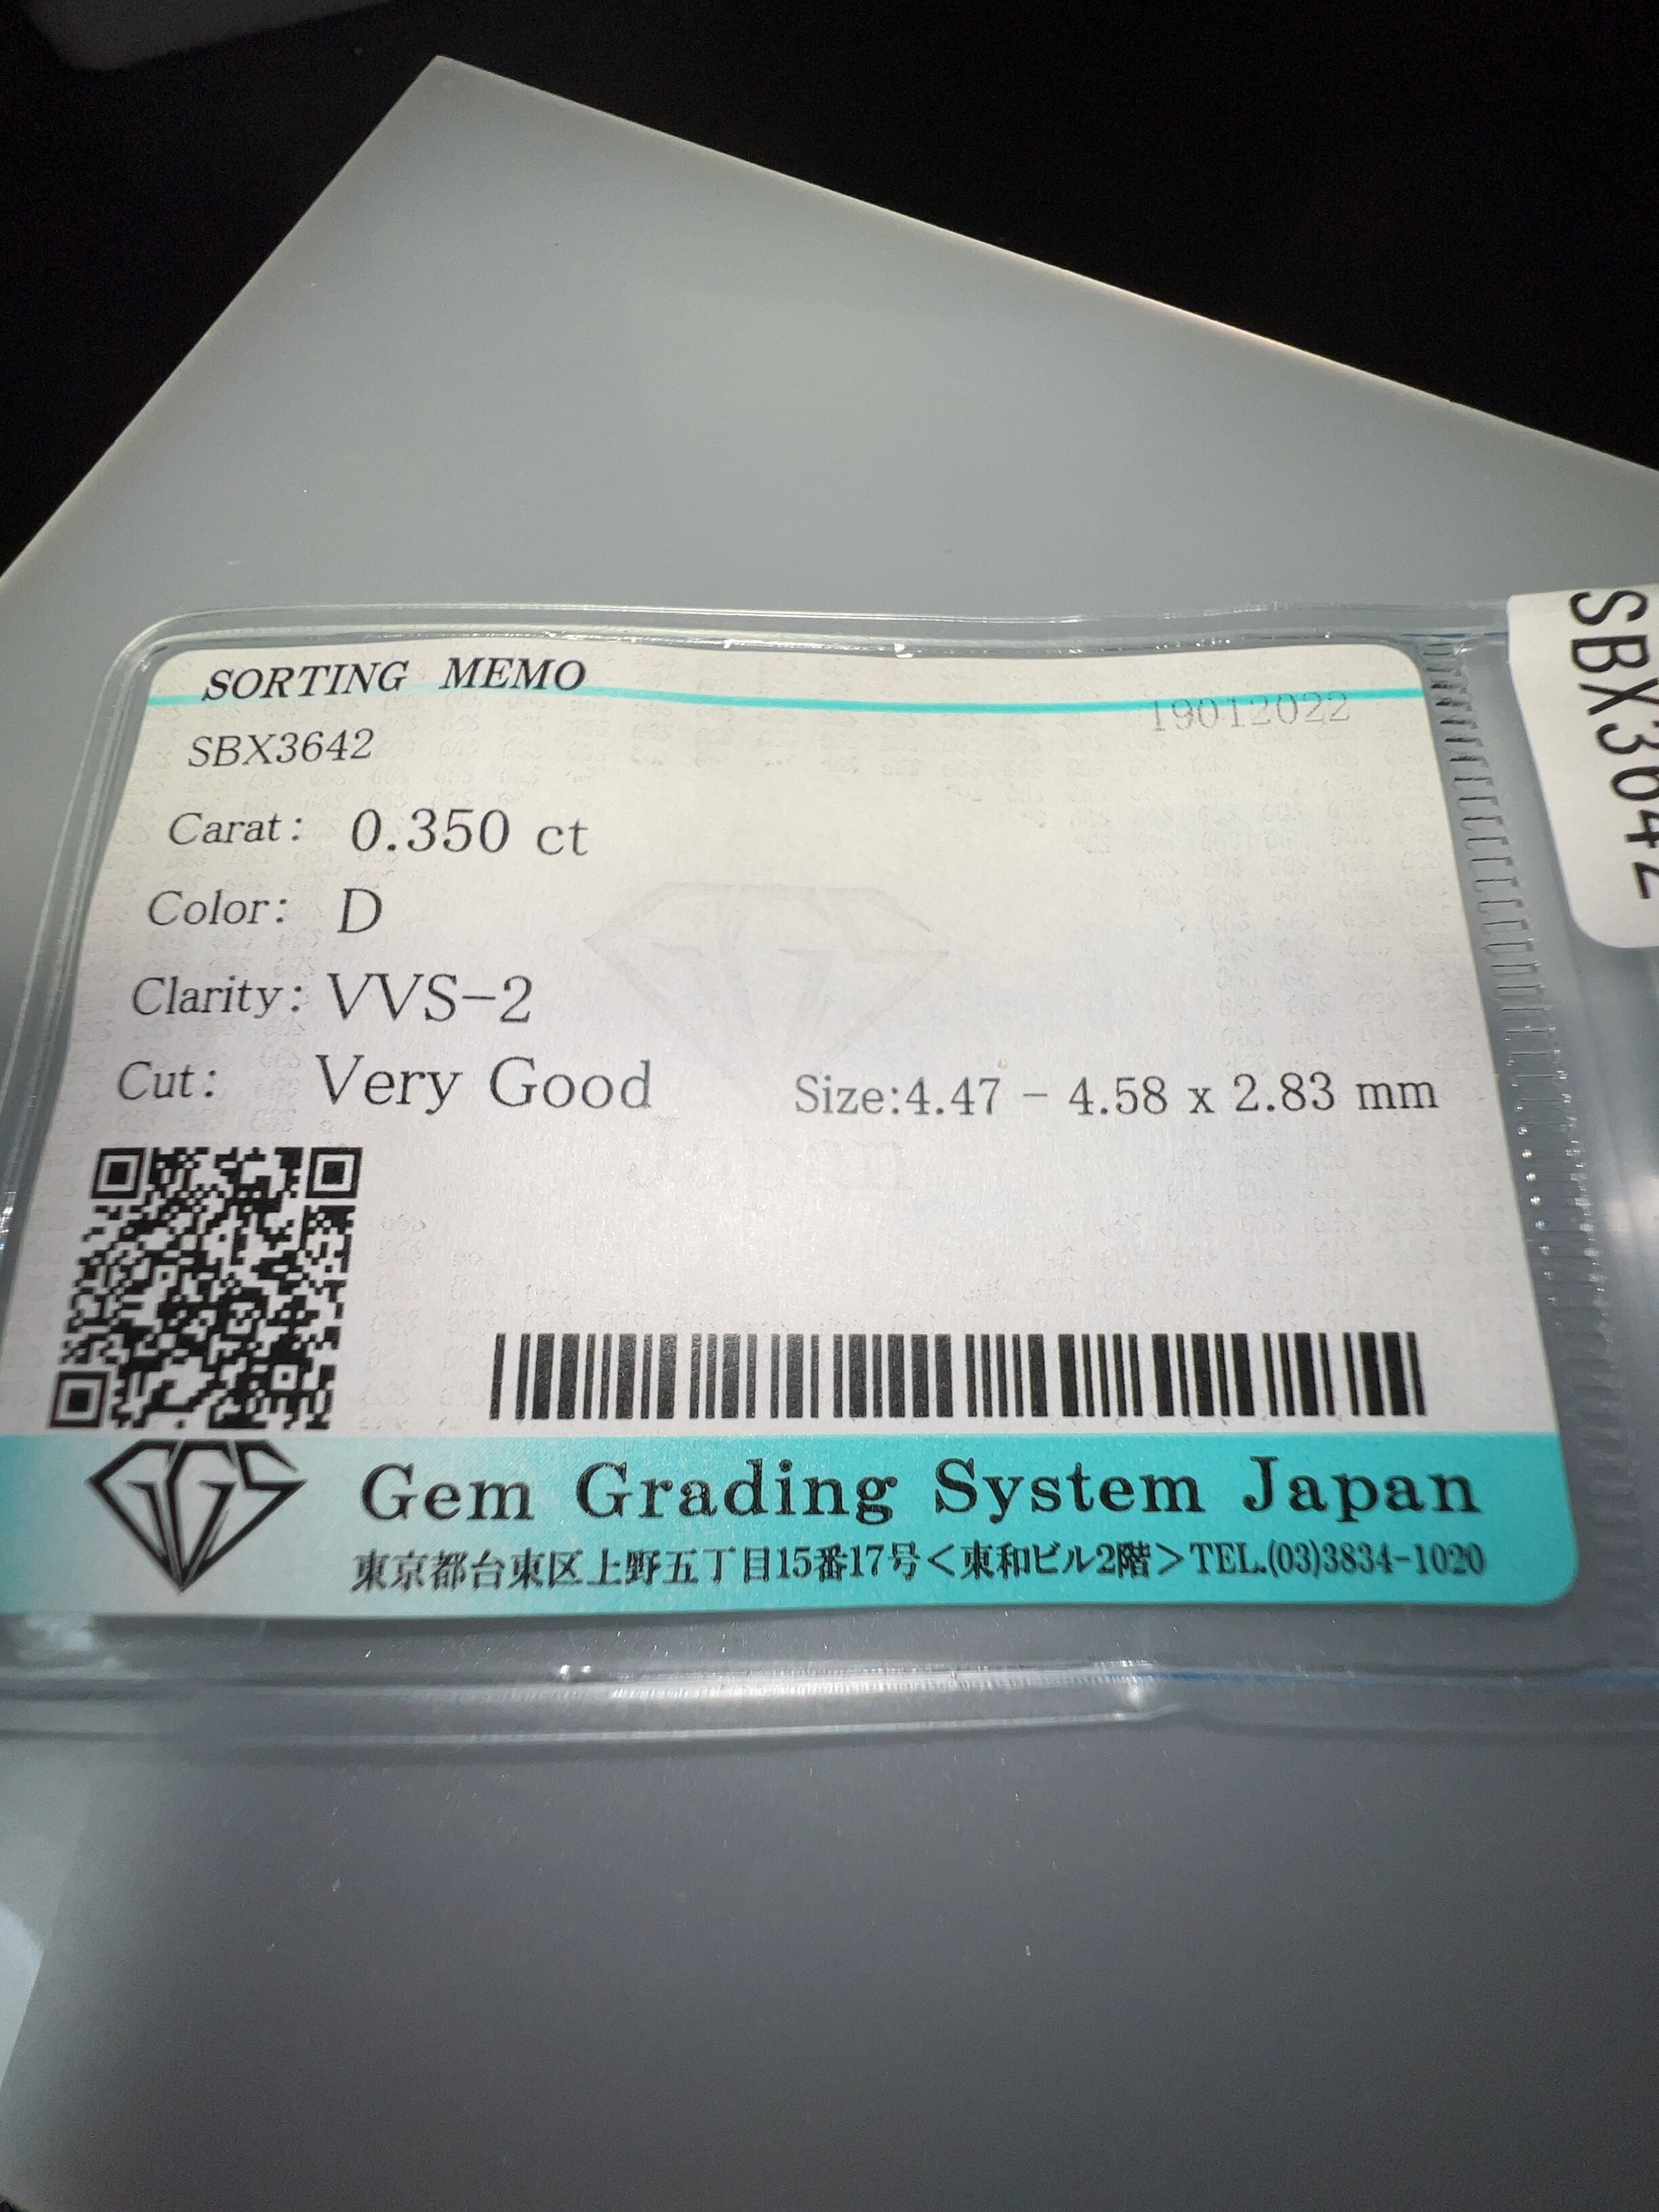 SORTING MEMO
19012022
SBX3642
Carat: 0.350 ct
Color: D
Clarity: VVS-2
Cut: Very Good
Size:4.47 - 4.58 x 2.83 mm
GGS
Gem Grading System Japan
東京都台東区上野五丁目15番17号<東和ビル2階>TEL.(03)3834-1020
SBX3642